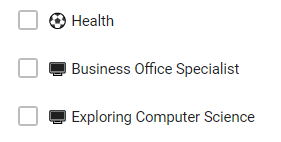 Health
Business Office Specialist
Exploring Computer Science